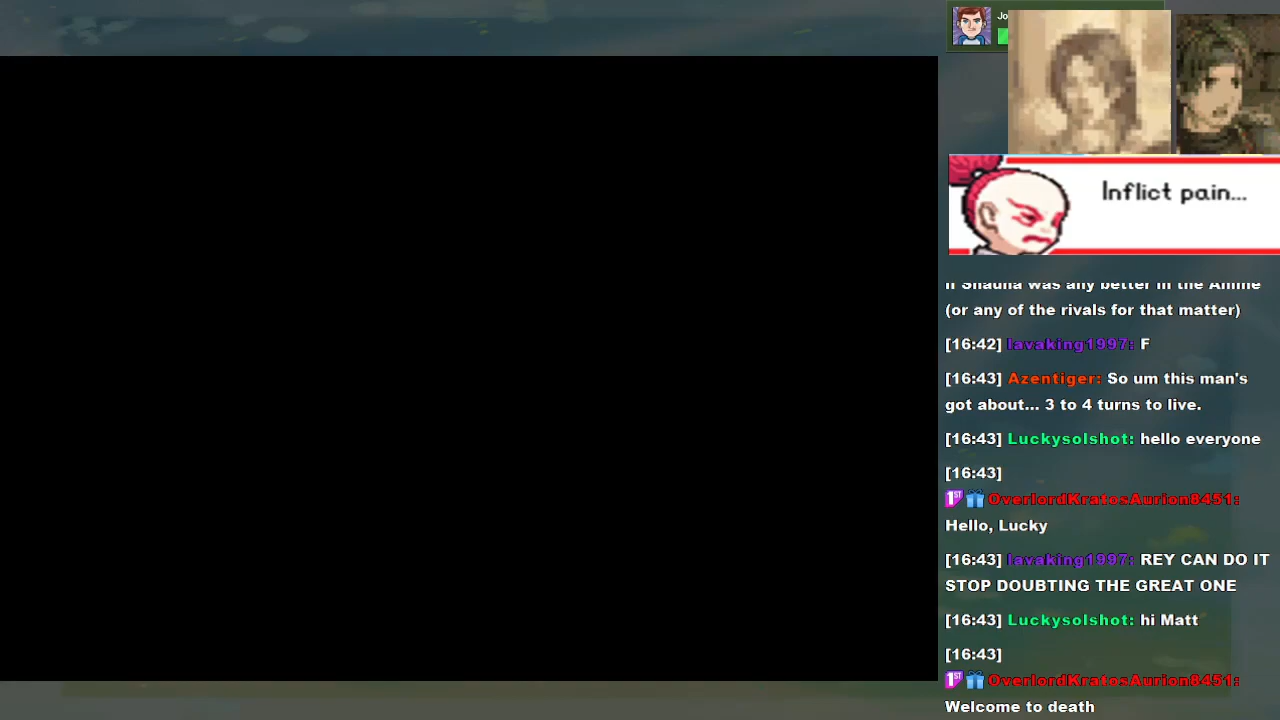 Jo
Inflict pain...
(or any of the rivals for that matter)
[16:42] lavaking1997: F
[16:43] Azentiger: So um this man's
got about... 3 to 4 turns to live.
[16:43] Luckysolshot: hello everyone
[16:43]
1ST OverlordKratosAurion8451:
Hello, Lucky
[16:43] lavaking1997: REY CAN DO IT
STOP DOUBTING THE GREAT ONE
[16:43] Luckysolshot: hi Matt
[16:43]
1ST OverlordKratosAurion8451:
Welcome to death